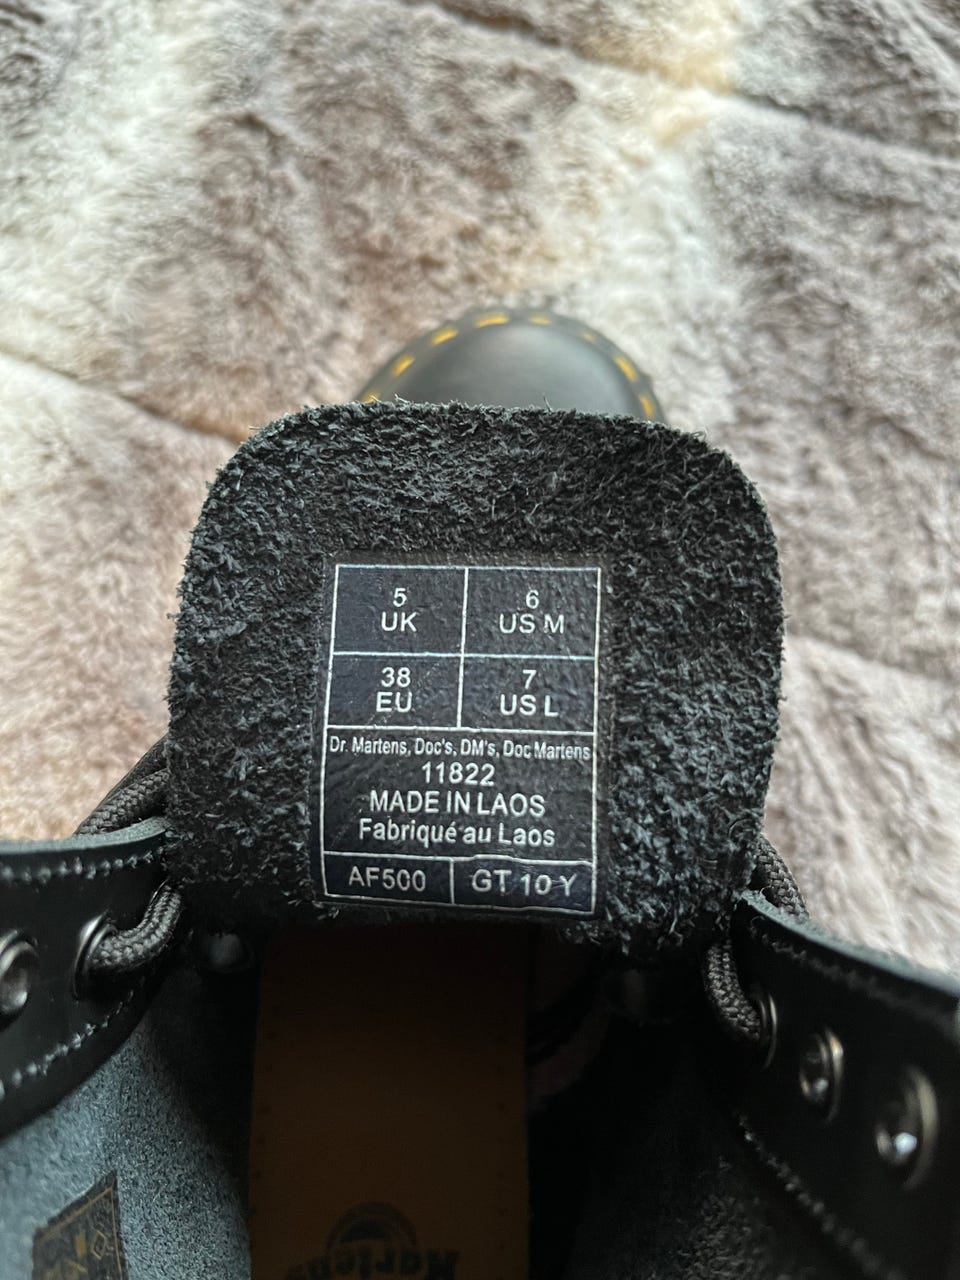 5
UK
6
US M
38
EU
7
US L
Dr. Martens, Doc's, DM's, Doc Martens
11822
MADE IN LAOS
Fabriqué au Laos
AF500
GT 10 Y
Martens